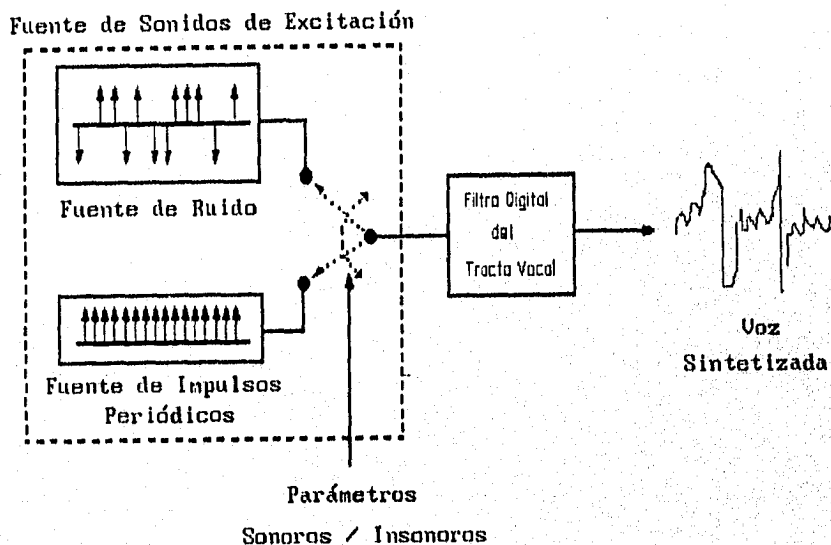 Fuente de Sonidos de Excitación
Fuente de Ruido
Filtro Digital
del
Tracto Vocal
Fuente de Impulsos
Periódicos
Voz
Sintetizada
Parámetros
Sonoros / Insonoros